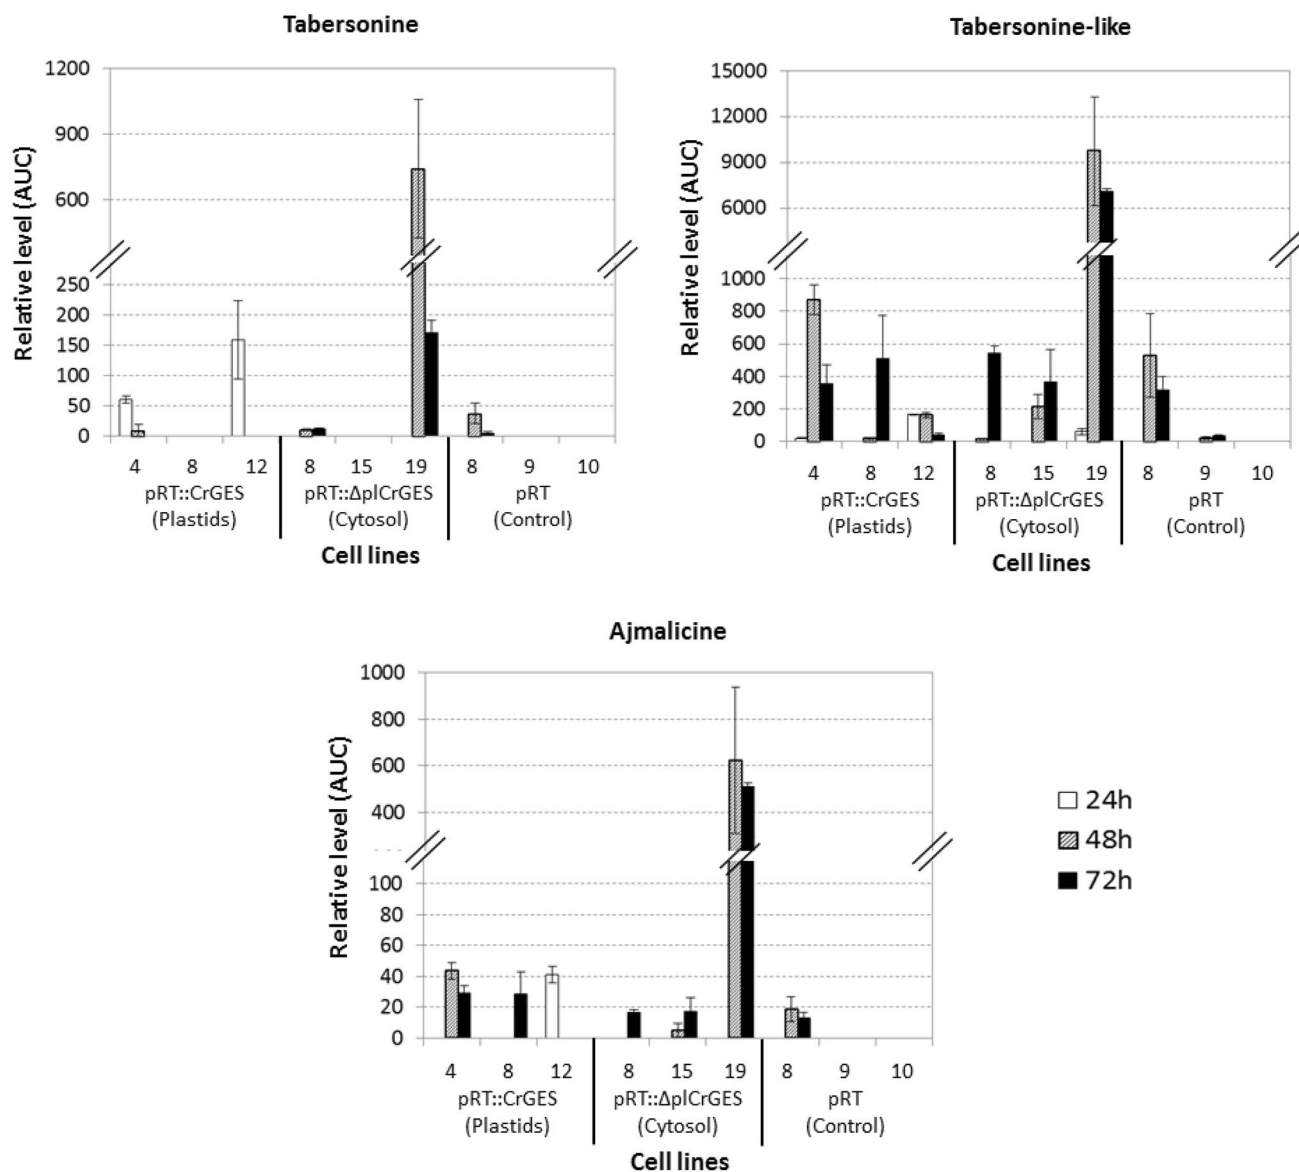 Tabersonine
Relative level (AUC)
1200
900
600
250
200
150
100
50
0
4 8 12 8 15 19 8 9 10
pRT::CrGES pRT::ΔplCrGES pRT
(Plastids) (Cytosol) (Control)
Cell lines
Tabersonine-like
Relative level (AUC)
15000
12000
9000
6000
1000
800
600
400
200
0
4 8 12 8 15 19 8 9 10
pRT::CrGES pRT::ΔplCrGES pRT
(Plastids) (Cytosol) (Control)
Cell lines
Ajmalicine
Relative level (AUC)
1000
800
600
400
100
80
60
40
20
0
4 8 12 8 15 19 8 9 10
pRT::CrGES pRT::ΔplCrGES pRT
(Plastids) (Cytosol) (Control)
Cell lines
24h
48h
72h